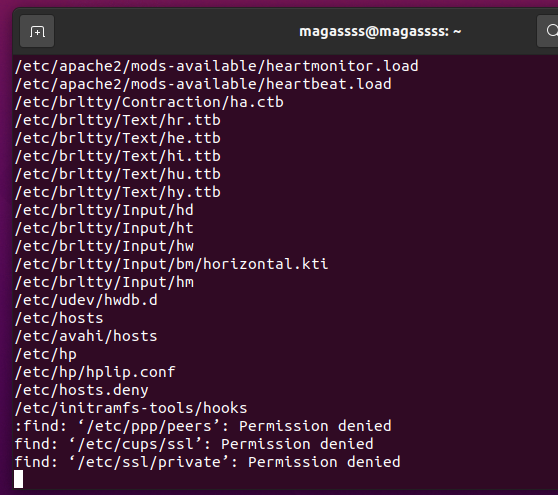 magassss@magassss: ~
/etc/apache2/mods-available/heartmonitor.load
/etc/apache2/mods-available/heartbeat.load
/etc/brltty/Contraction/ha.ctb
/etc/brltty/Text/hr.ttb
/etc/brltty/Text/he.ttb
/etc/brltty/Text/hi.ttb
/etc/brltty/Text/hu.ttb
/etc/brltty/Text/hy.ttb
/etc/brltty/Input/hd
/etc/brltty/Input/ht
/etc/brltty/Input/hw
/etc/brltty/Input/bm/horizontal.kti
/etc/brltty/Input/hm
/etc/udev/hwdb.d
/etc/hosts
/etc/avahi/hosts
/etc/hp
/etc/hp/hplip.conf
/etc/hosts.deny
/etc/initramfs-tools/hooks
:find: ‘/etc/ppp/peers’: Permission denied
find: ‘/etc/cups/ssl’: Permission denied
find: ‘/etc/ssl/private’: Permission denied